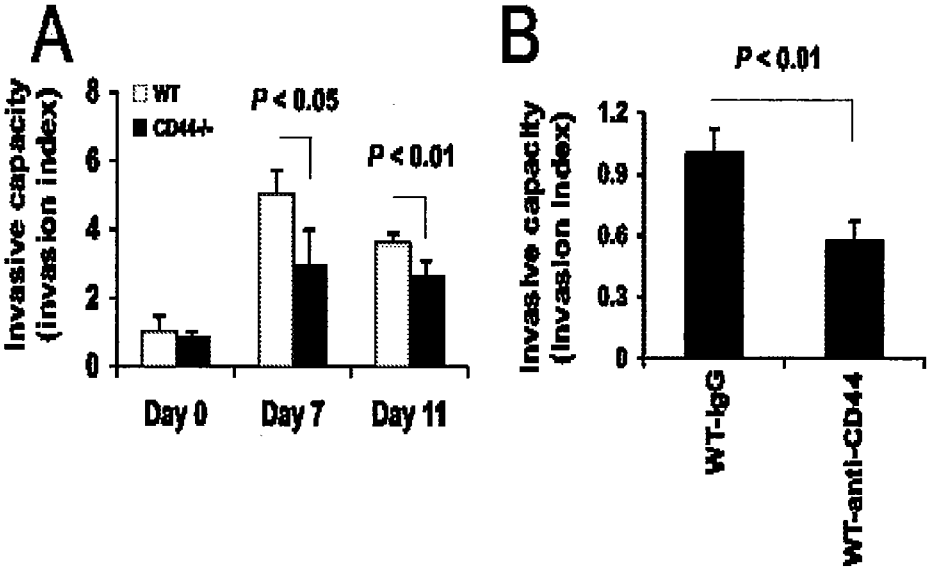 A
Invasive capacity
(invasion index)
8
6
4
2
0
WT
CD44-/-
P < 0.05
P < 0.01
Day 0
Day 7
Day 11
B
P < 0.01
Invasive capacity
(Invasion Index)
1.2
0.9
0.6
0.3
0
WT-IgG
WT-anti-CD44